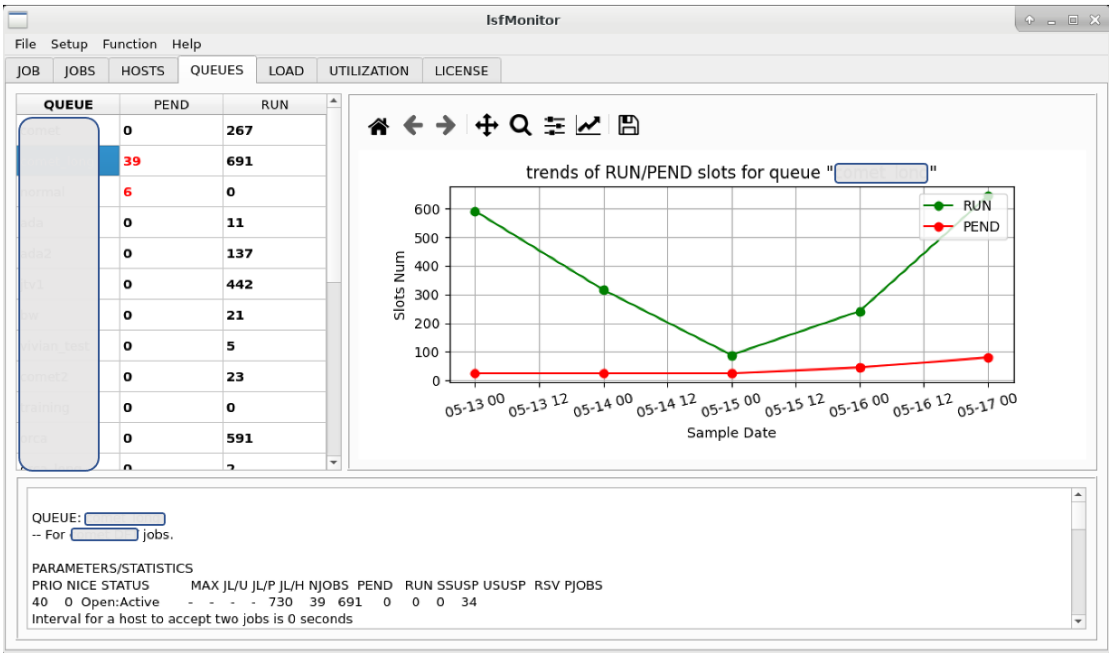 lsfMonitor
File Setup Function Help
JOB JOBS HOSTS QUEUES LOAD UTILIZATION LICENSE
QUEUE PEND RUN
0 267
39 691
6 0
0 11
0 137
0 442
0 21
0 5
0 23
0 0
0 591
0 2
trends of RUN/PEND slots for queue " "
RUN
PEND
Slots Num
600
500
400
300
200
100
0
05-13 00 05-13 12 05-14 00 05-14 12 05-15 00 05-15 12 05-16 00 05-16 12 05-17 00
Sample Date
QUEUE:
-- For jobs.
PARAMETERS/STATISTICS
PRIO NICE STATUS MAX JL/U JL/P JL/H NJOBS PEND RUN SSUSP USUSP RSV PJOBS
40 0 Open:Active - - - - 730 39 691 0 0 0 34
Interval for a host to accept two jobs is 0 seconds